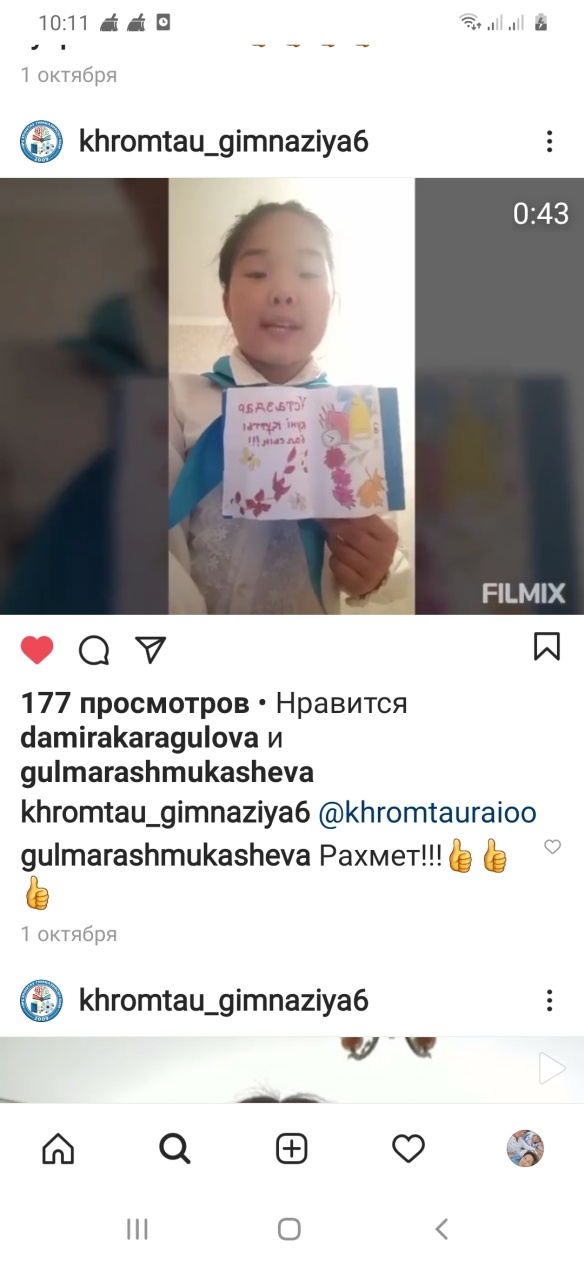 10:11
1 октября
khromtau_gimnaziya6
0:43
ҰСТАЗДАР
күні құтты
болсын!!!
FILMIX
177 просмотров • Нравится
damirakaragulova и
gulmarashmukasheva
khromtau_gimnaziya6 @khromtauraioo
gulmarashmukasheva Рахмет!!!👍👍
👍
1 октября
khromtau_gimnaziya6